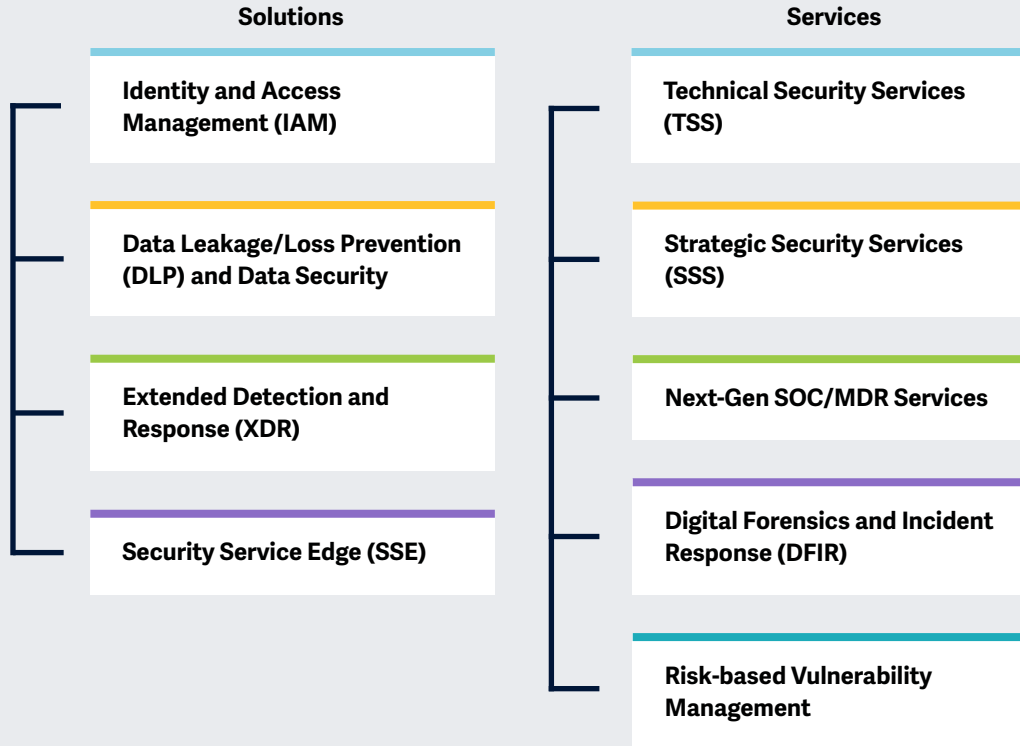 Solutions
Identity and Access
Management (IAM)
Data Leakage/Loss Prevention
(DLP) and Data Security
Extended Detection and
Response (XDR)
Security Service Edge (SSE)
Services
Technical Security Services
(TSS)
Strategic Security Services
(SSS)
Next-Gen SOC/MDR Services
Digital Forensics and Incident
Response (DFIR)
Risk-based Vulnerability
Management